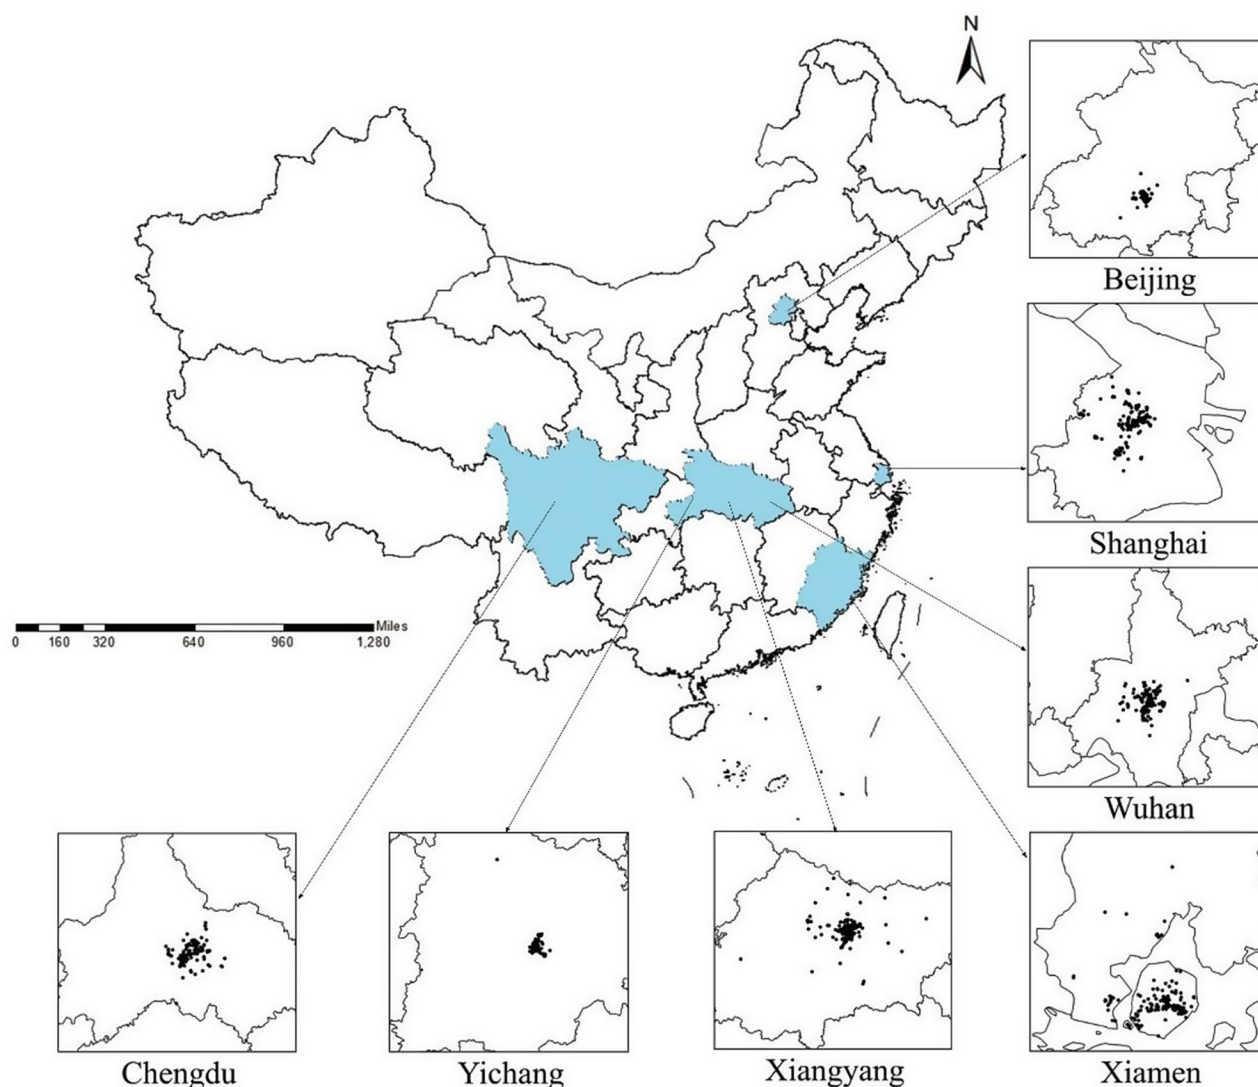 N
Beijing
Shanghai
Miles
0 160 320 640 960 1,280
Wuhan
Chengdu
Yichang
Xiangyang
Xiamen